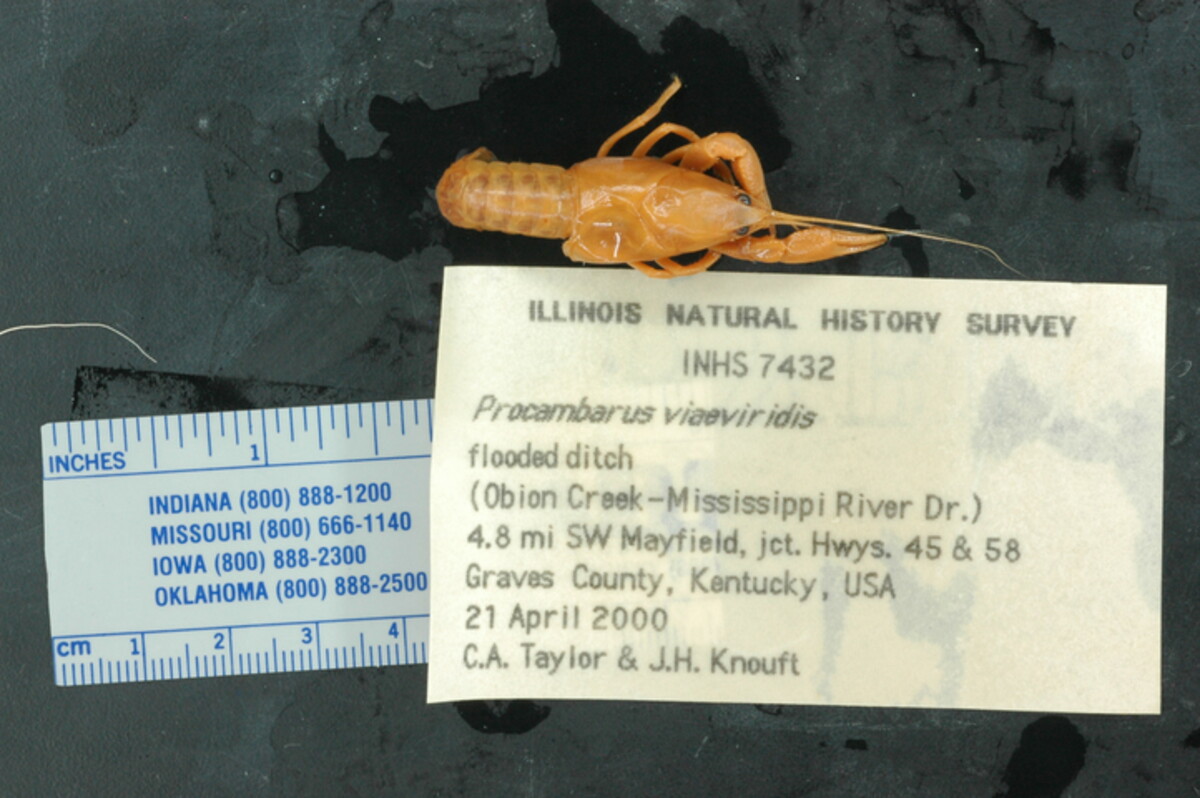 ILLINOIS NATURAL HISTORY SURVEY
INHS 7432
Procambarus viaeviridis
flooded ditch
(Obion Creek-Mississippi River Dr.)
4.8 mi SW Mayfield, jct. Hwys. 45 & 58
Graves County, Kentucky, USA
21 April 2000
C.A. Taylor & J.H. Knouft
INCHES 1
INDIANA (800) 888-1200
MISSOURI (800) 666-1140
IOWA (800) 888-2300
OKLAHOMA (800) 888-2500
cm 1 2 3 4